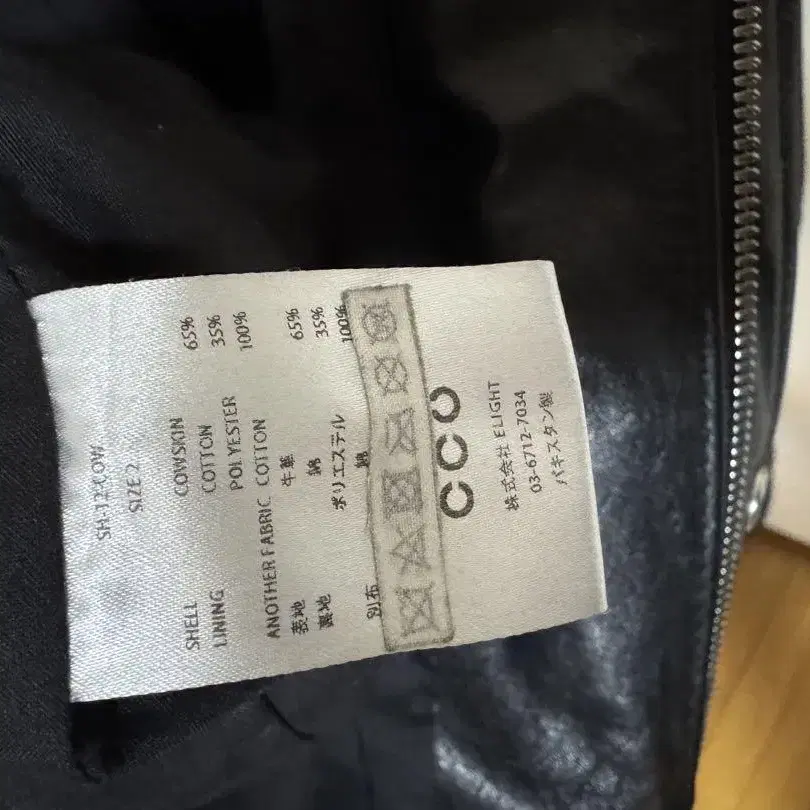 SH-12-COW
SIZE 2
SHELL COWSKIN 65%
LINING COTTON 35%
POLYESTER 100%
ANOTHER FABRIC COTTON
表地 牛革 65%
裏地 綿 35%
ポリエステル 100%
別布 綿
株式会社 ELIGHT
03-6712-7034
パキスタン製